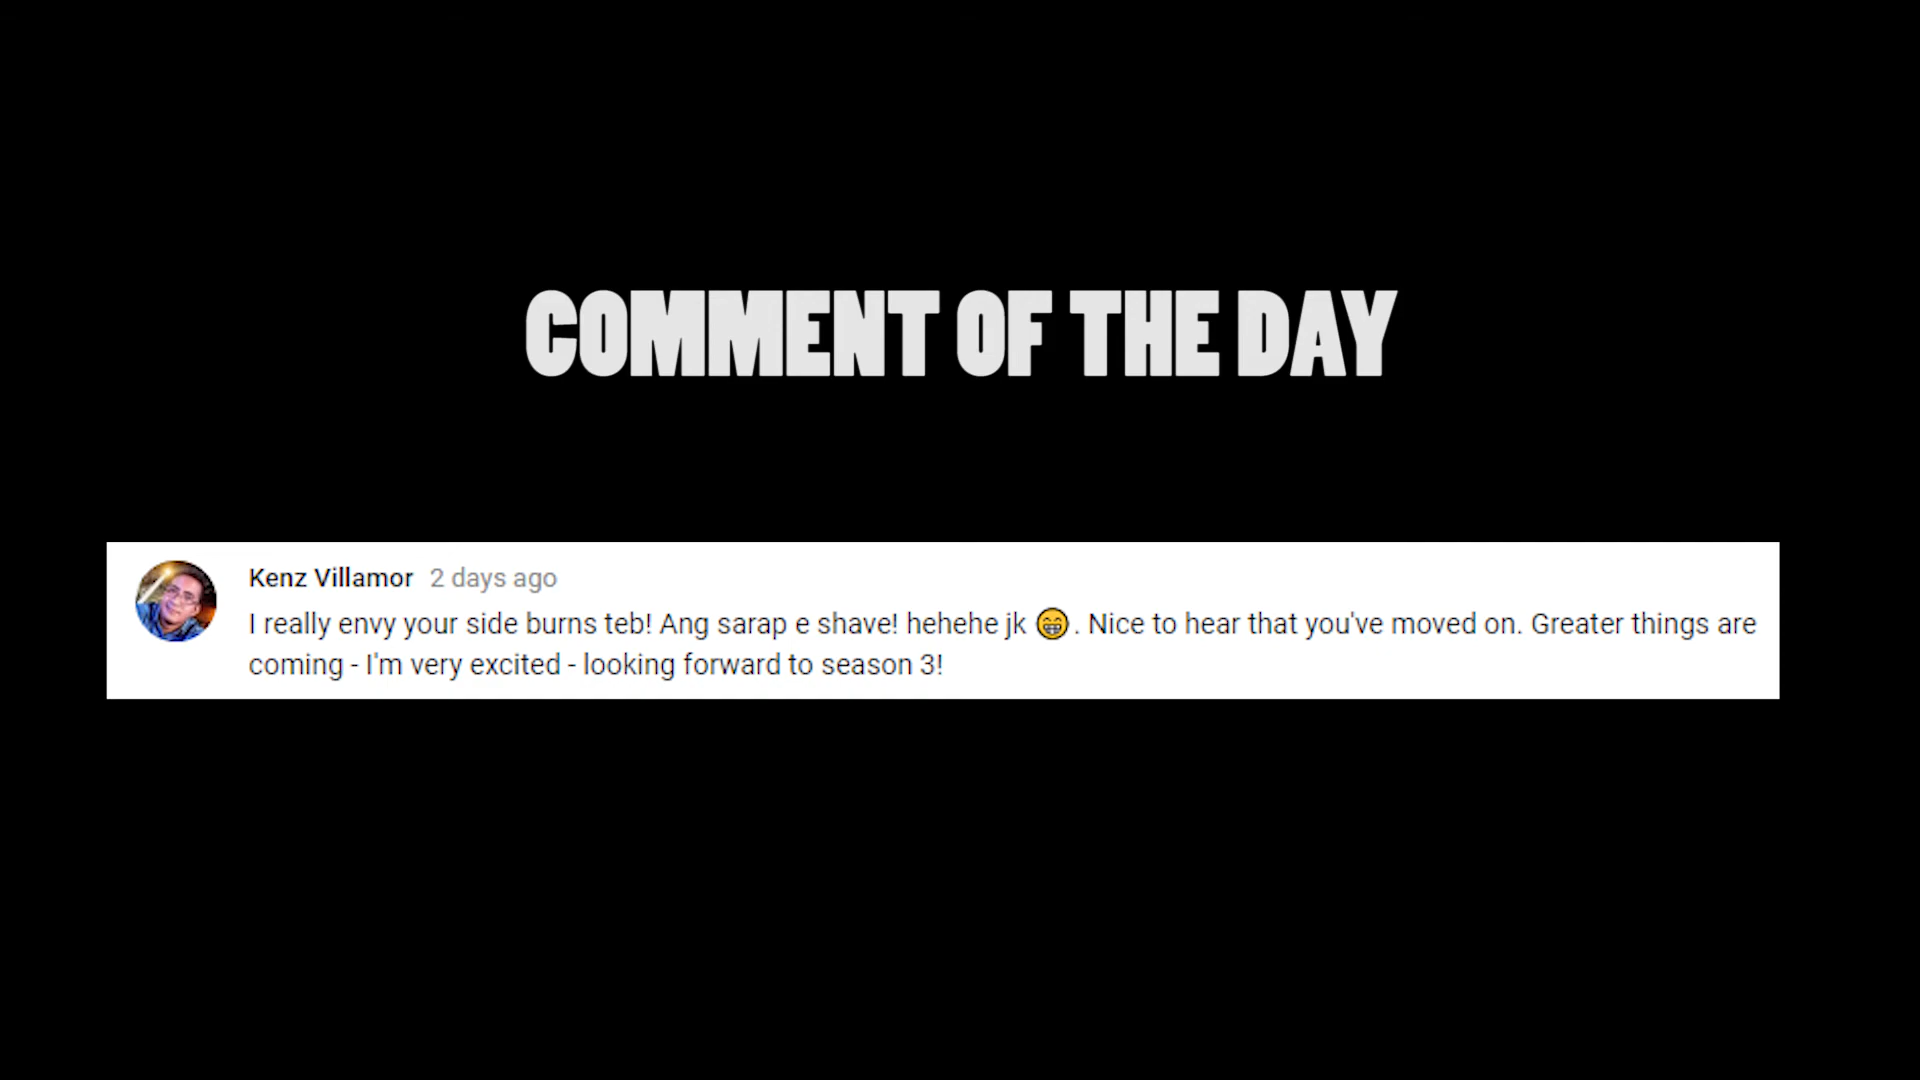 COMMENT OF THE DAY
Kenz Villamor 2 days ago
I really envy your side burns teb! Ang sarap e shave! hehehe jk 😁. Nice to hear that you've moved on. Greater things are
coming - I'm very excited - looking forward to season 3!